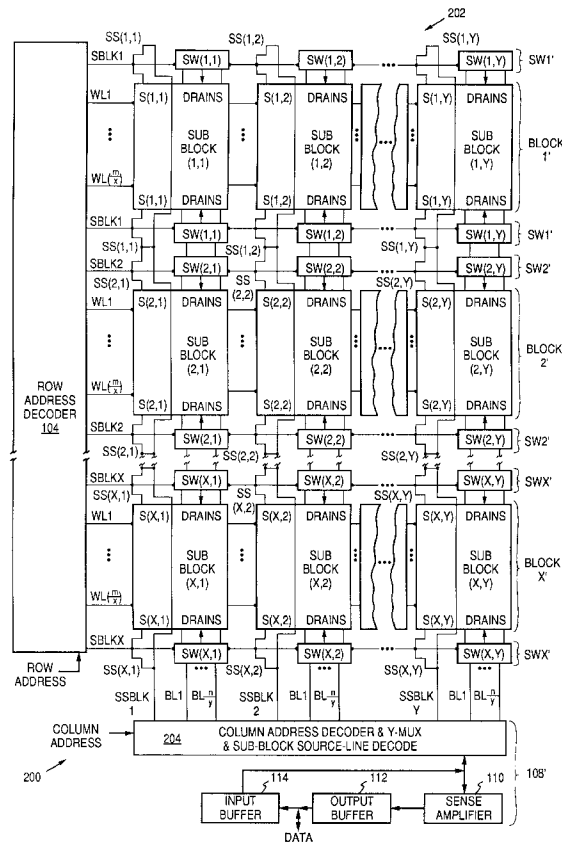 202
SS(1,1) SS(1,2) SS(1,Y)
SBLK1 SW(1,1) SW(1,2) SW(1,Y) SW1'
WL1 S(1,1) DRAINS S(1,2) DRAINS S(1,Y) DRAINS
SUB BLOCK (1,1) SUB BLOCK (1,2) SUB BLOCK (1,Y) BLOCK 1'
WL(m/x) S(1,1) DRAINS S(1,2) DRAINS S(1,Y) DRAINS
SBLK1 SW(1,1) SW(1,2) SW(1,Y) SW1'
SS(1,1) SS(1,2) SS(1,Y)
SBLK2 SW(2,1) SW(2,2) SW(2,Y) SW2'
SS(2,1) SS (2,2) SS(2,Y)
WL1 S(2,1) DRAINS S(2,2) DRAINS S(2,Y) DRAINS
SUB BLOCK (2,1) SUB BLOCK (2,2) SUB BLOCK (2,Y) BLOCK 2'
ROW ADDRESS DECODER 104
WL(m/x) S(2,1) DRAINS S(2,2) DRAINS S(2,Y) DRAINS
SBLK2 SW(2,1) SW(2,2) SW(2,Y) SW2'
SS(2,1) SS(2,2) SS(2,Y)
SBLKX SW(X,1) SW(X,2) SW(X,Y) SWX'
SS(X,1) SS (X,2) SS(X,Y)
WL1 S(X,1) DRAINS S(X,2) DRAINS S(X,Y) DRAINS
SUB BLOCK (X,1) SUB BLOCK (X,2) SUB BLOCK (X,Y) BLOCK X'
WL(m/x) S(X,1) DRAINS S(X,2) DRAINS S(X,Y) DRAINS
SBLKX SW(X,1) SW(X,2) SW(X,Y) SWX'
ROW ADDRESS
SS(X,1) SS(X,2) SS(X,Y)
SSBLK 1 BL1 BL n/y SSBLK 2 BL1 BL n/y SSBLK Y BL1 BL n/y
COLUMN ADDRESS
204 COLUMN ADDRESS DECODER & Y-MUX
& SUB-BLOCK SOURCE-LINE DECODE
200
108'
114 112 110
INPUT BUFFER OUTPUT BUFFER SENSE AMPLIFIER
DATA